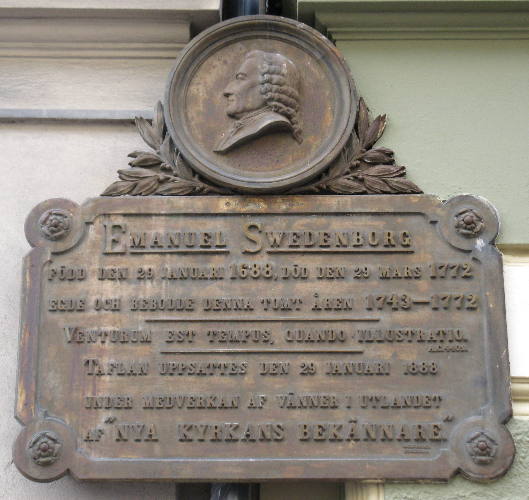 EMANUEL SWEDENBORG
FÖDD DEN 29 JANUARI 1688, DÖD DEN 29 MARS 1772
EGDE OCH BEBODDE DENNA TOMT ÅREN 1743—1772
VENTURUM EST TEMPUS, QUANDO ILLUSTRATIO.
TAFLAN UPPSATTES DEN 29 JANUARI 1888
UNDER MEDVERKAN AF VÄNNER I UTLANDET
AF "NYA KYRKANS BEKÄNNARE"